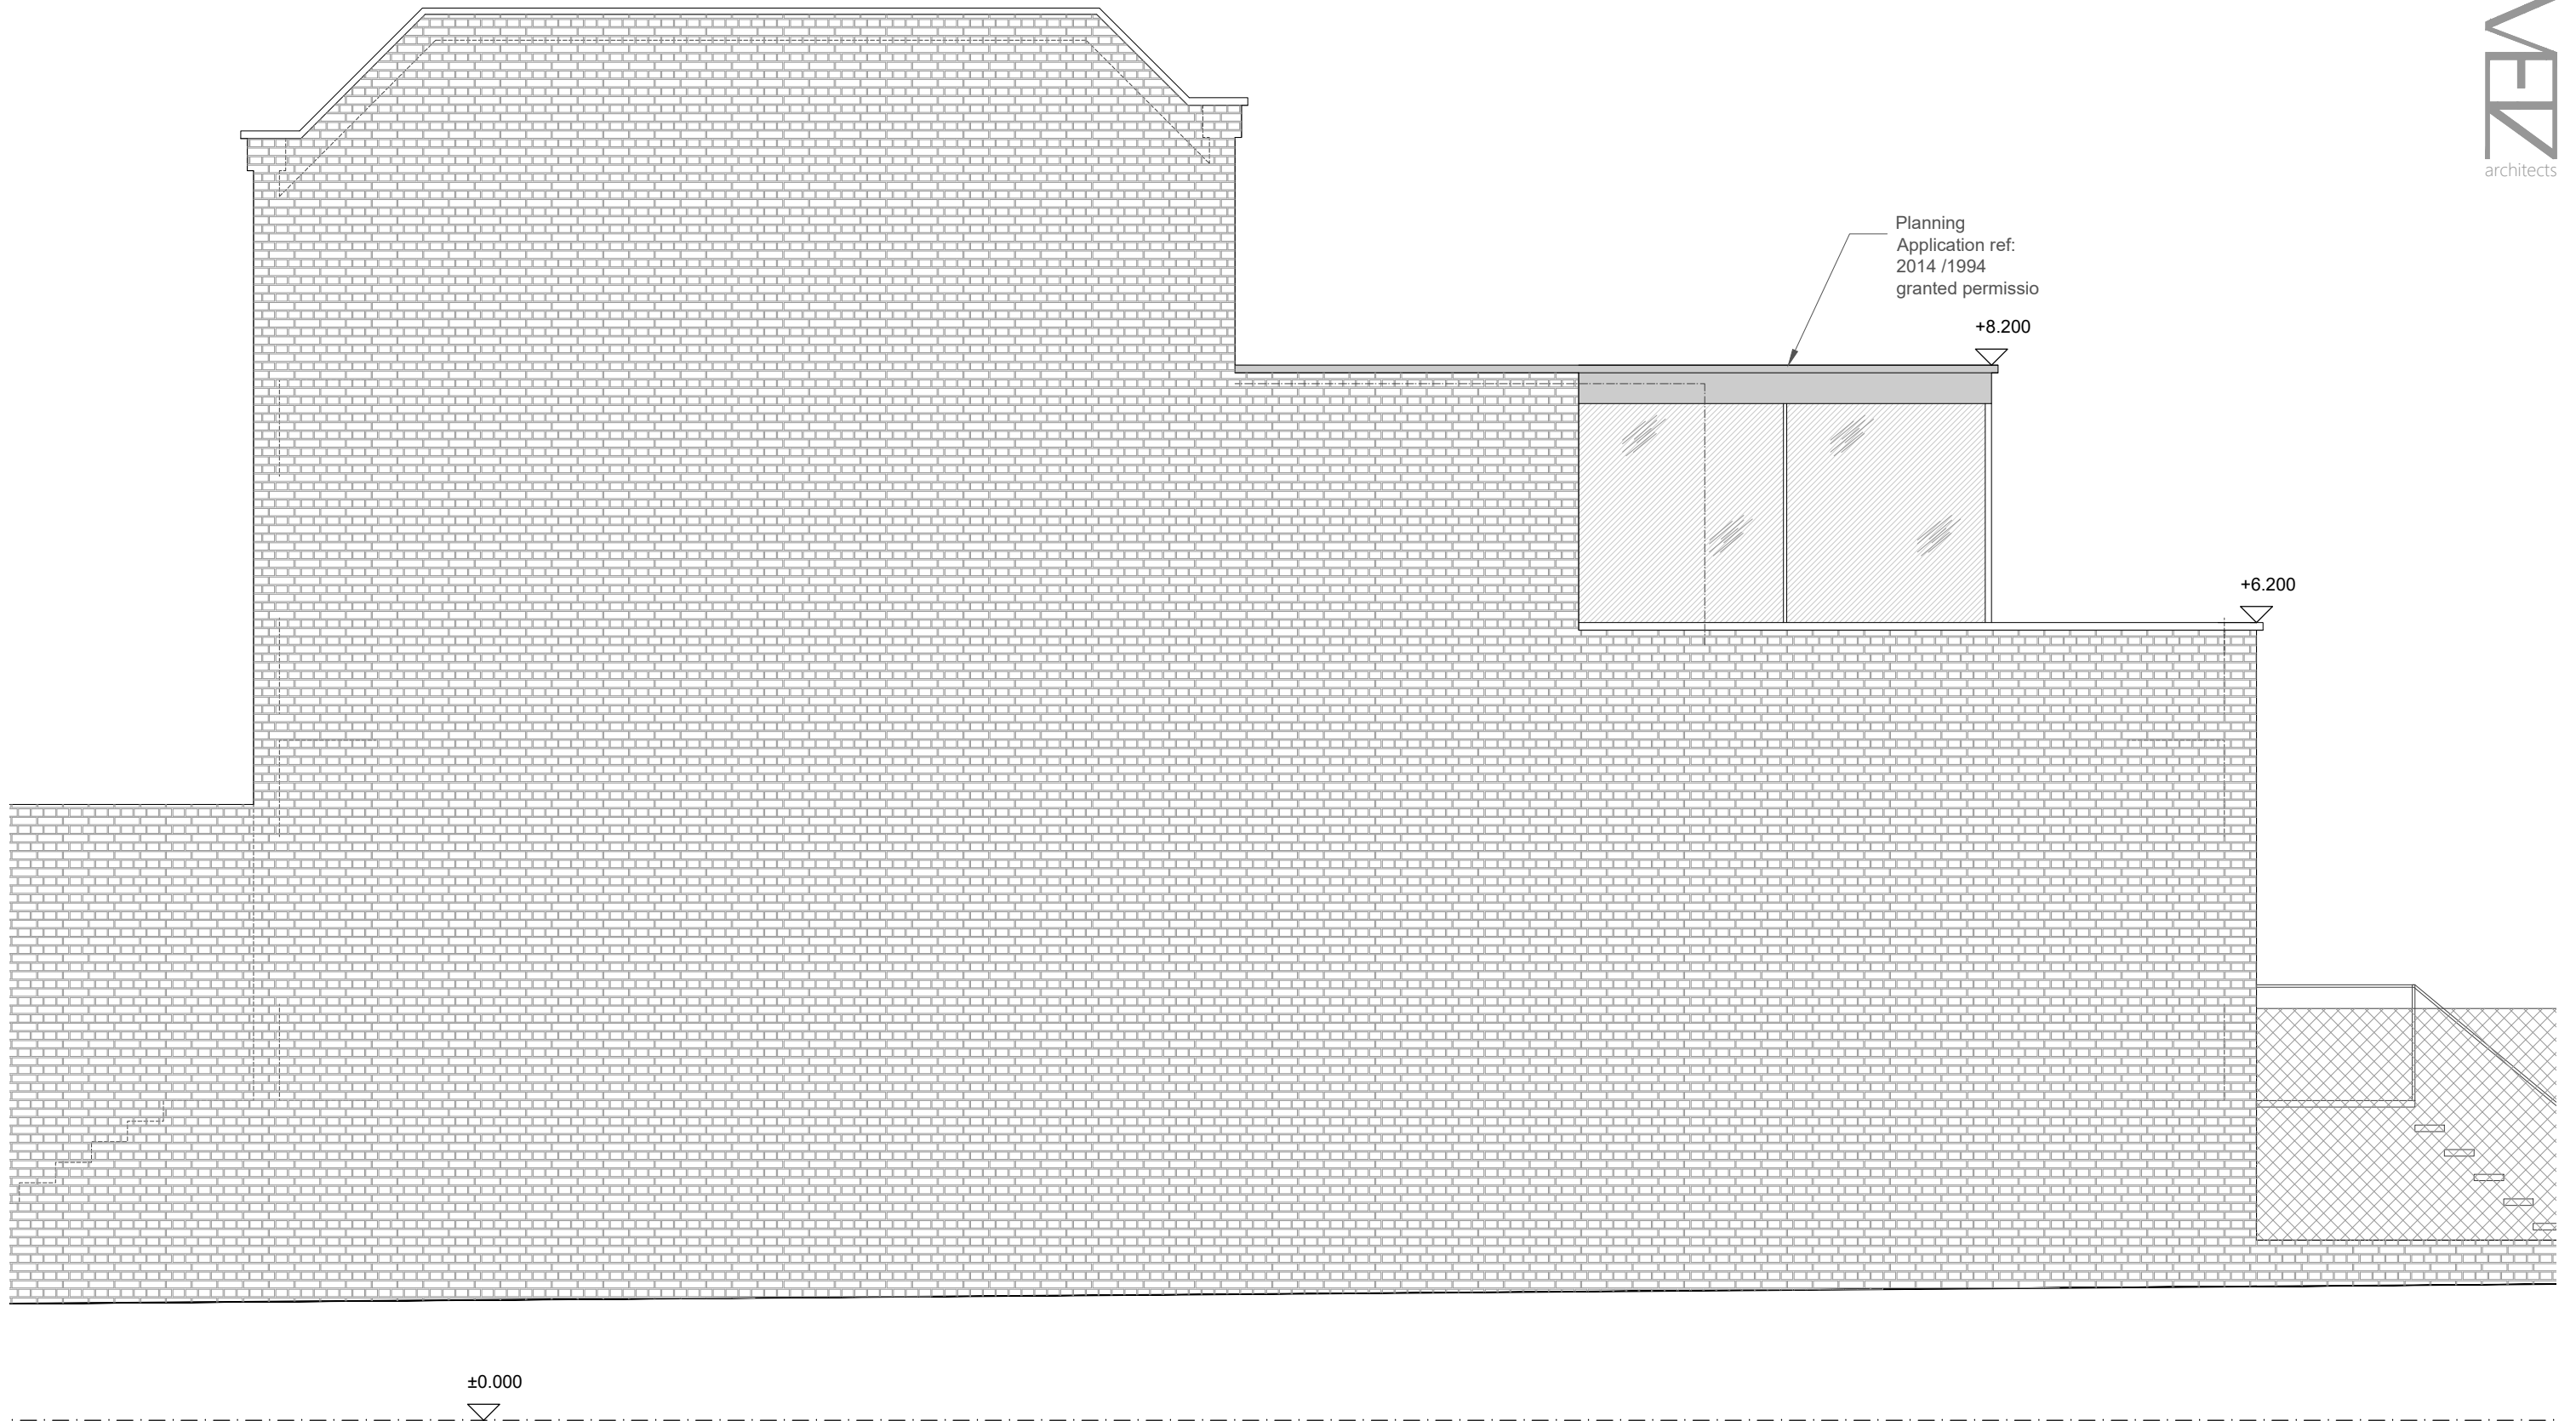 architects
Planning
Application ref:
2014 /1994
granted permissio
+8.200
+6.200
±0.000